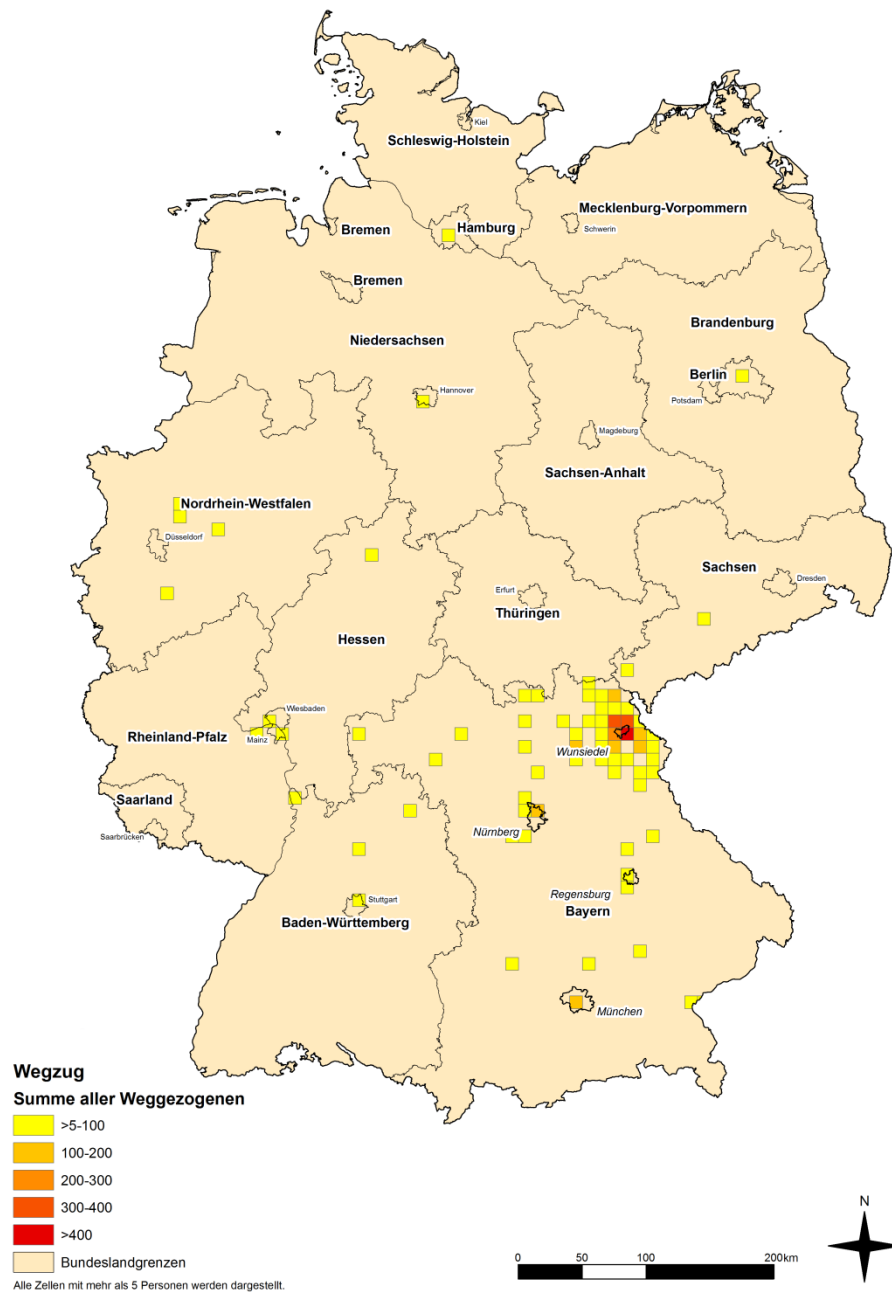 Kiel
Schleswig-Holstein
Mecklenburg-Vorpommern
Schwerin
Bremen
Hamburg
Bremen
Brandenburg
Niedersachsen
Berlin
Potsdam
Hannover
Magdeburg
Sachsen-Anhalt
Nordrhein-Westfalen
Düsseldorf
Sachsen
Dresden
Erfurt
Thüringen
Hessen
Wiesbaden
Rheinland-Pfalz
Mainz
Wunsiedel
Saarland
Saarbrücken
Nürnberg
Regensburg
Stuttgart
Bayern
Baden-Württemberg
München
Wegzug
Summe aller Weggezogenen
>5-100
100-200
200-300
300-400
>400
Bundeslandgrenzen
Alle Zellen mit mehr als 5 Personen werden dargestellt.
N
0 50 100 200km